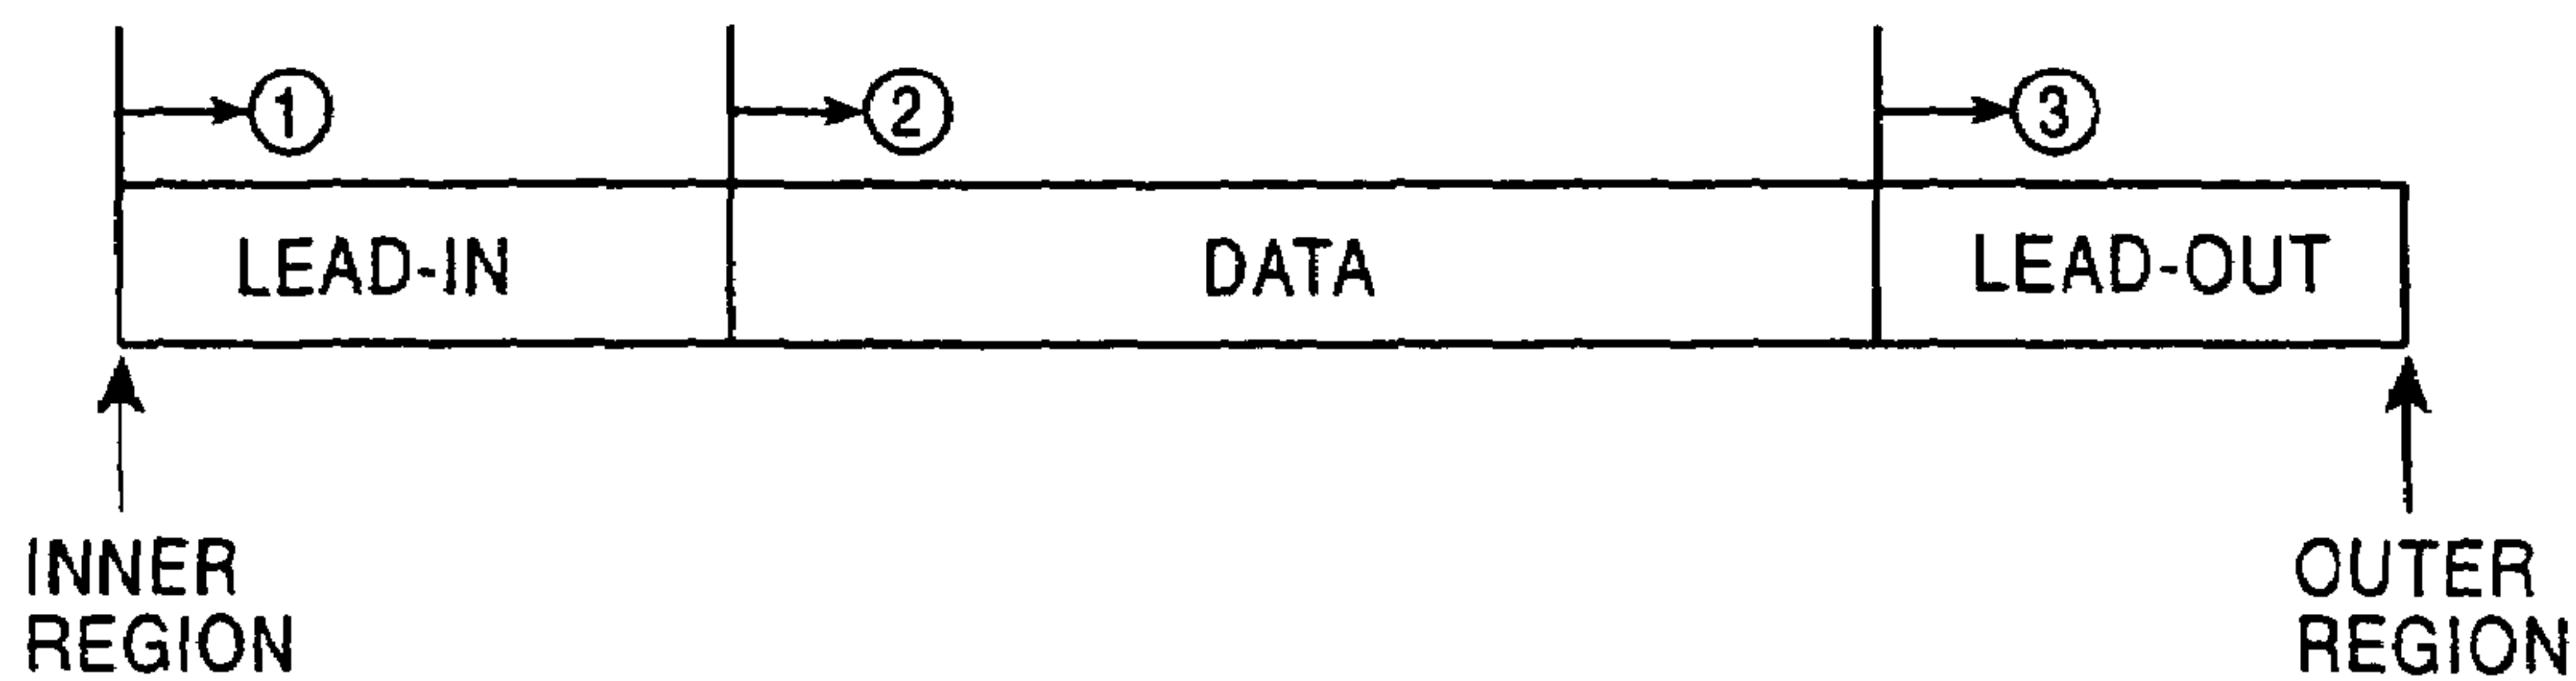 ① ② ③
LEAD-IN DATA LEAD-OUT
INNER
REGION
OUTER
REGION